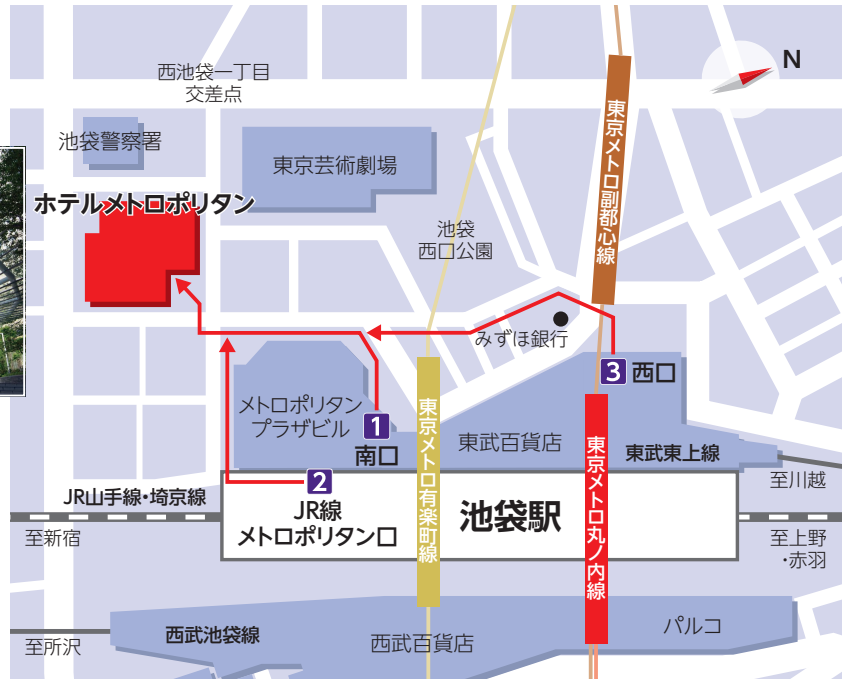 N
西池袋一丁目
交差点
池袋警察署
東京芸術劇場
ホテルメトロポリタン
池袋
西口公園
東京メトロ副都心線
みずほ銀行
3 西口
メトロポリタン
プラザビル
1
南口
東京メトロ有楽町線
東武百貨店
東京メトロ丸ノ内線
東武東上線
至川越
2
JR線
メトロポリタン口
池袋駅
JR山手線・埼京線
至新宿
至上野
・赤羽
至所沢
西武池袋線
西武百貨店
パルコ